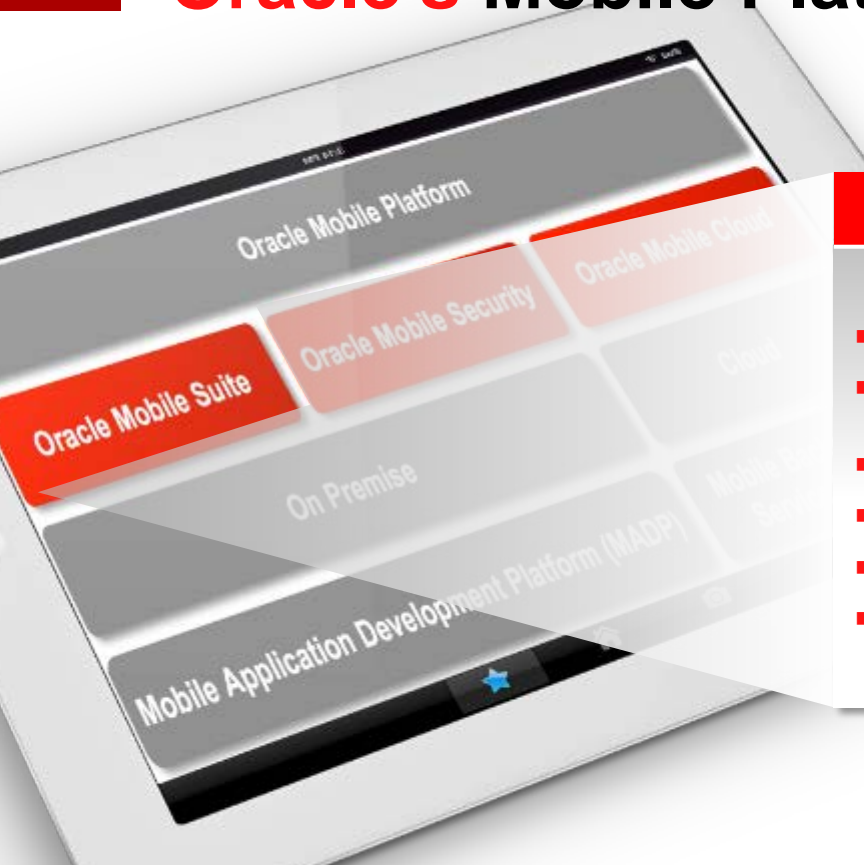 Oracle's Mobile
Oracle Mobile Platform
Oracle Mobile Suite
Oracle Mobile Security
Oracle Mobile Cloud
On Premise
Cloud
Mobile Application Development Platform (MADP)
Mobile